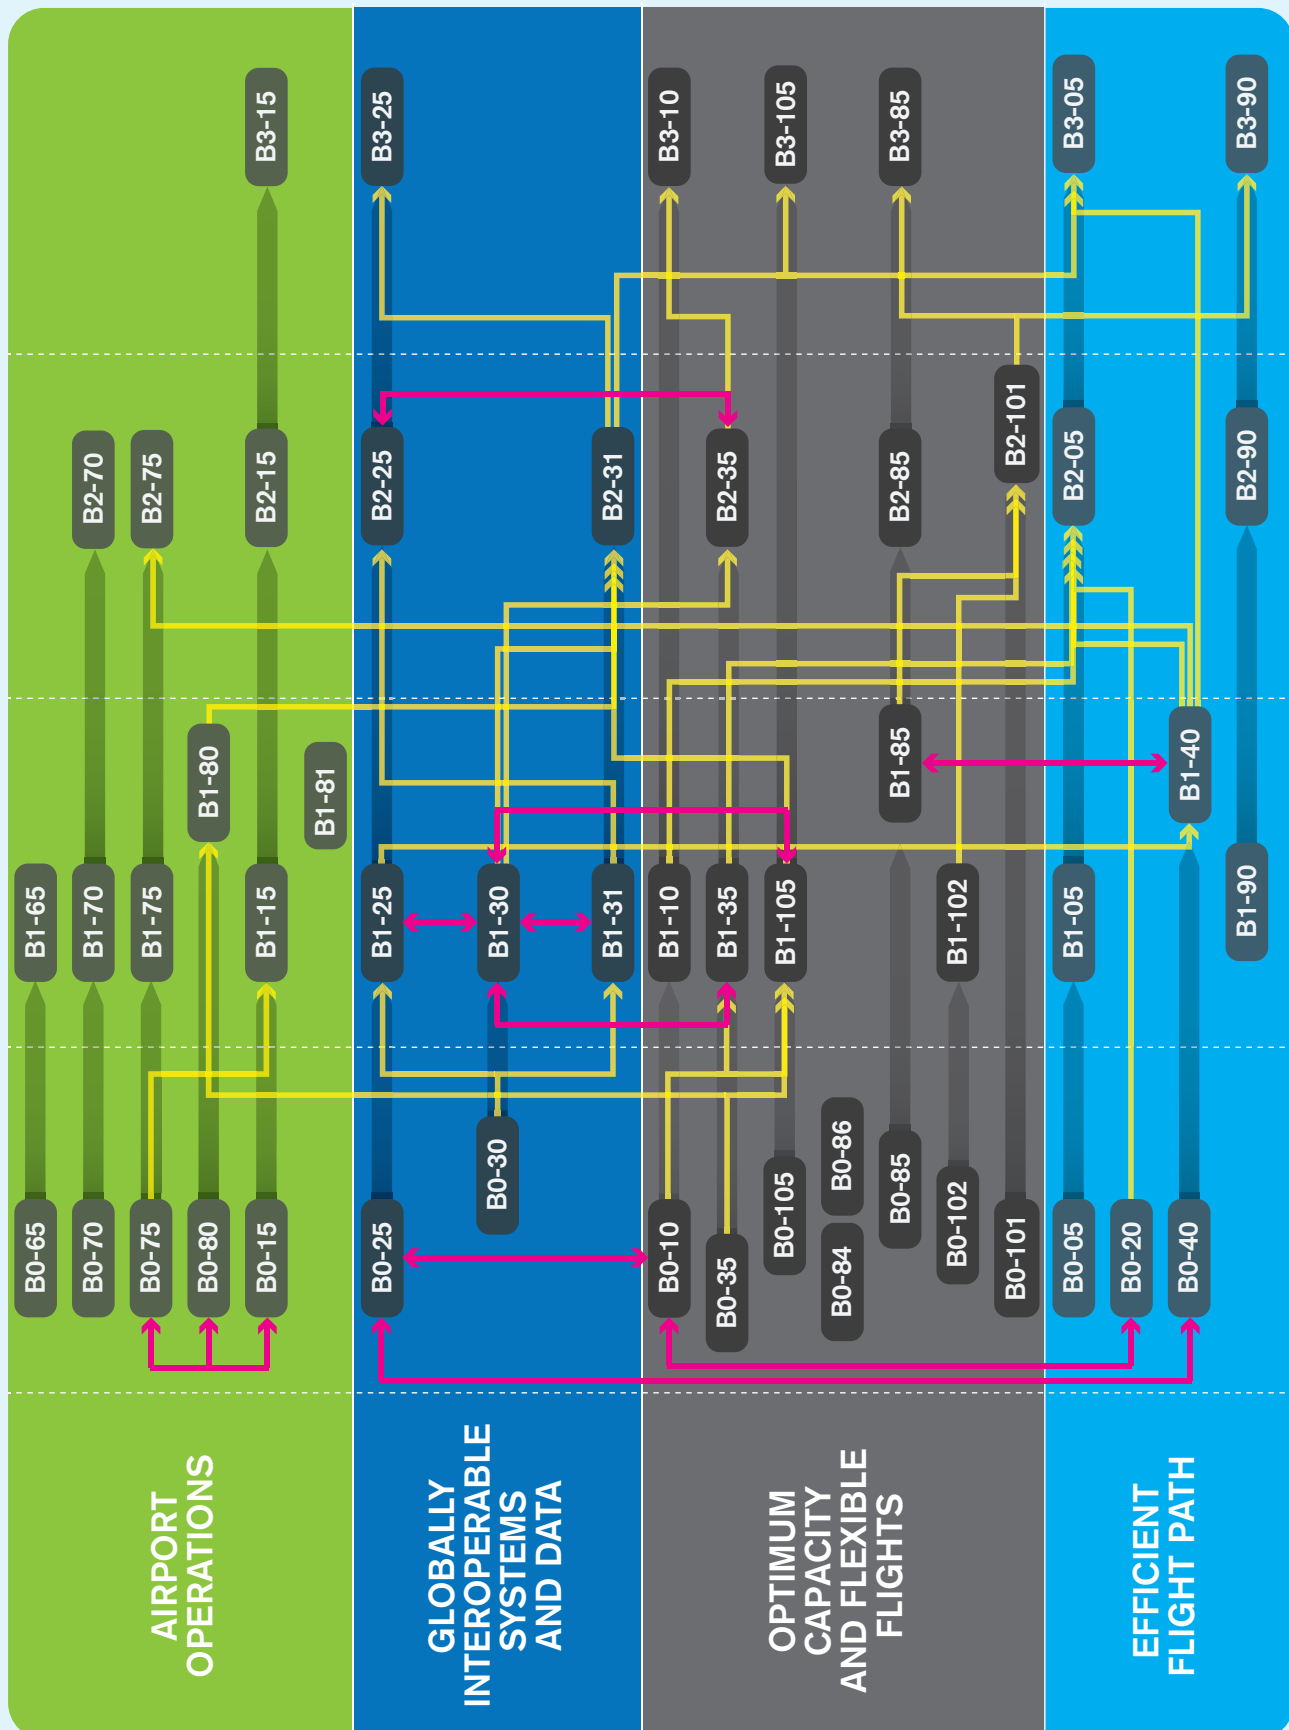 AIRPORT
OPERATIONS
B0-65
B1-65
B0-70
B1-70
B2-70
B0-75
B1-75
B2-75
B0-80
B1-80
B0-15
B1-15
B2-15
B3-15
B1-81
GLOBALLY
INTEROPERABLE
SYSTEMS
AND DATA
B0-25
B1-25
B2-25
B3-25
B0-30
B1-30
B1-31
B2-31
OPTIMUM
CAPACITY
AND FLEXIBLE
FLIGHTS
B0-10
B1-10
B3-10
B0-35
B1-35
B2-35
B0-105
B1-105
B3-105
B0-84
B0-86
B0-85
B1-85
B2-85
B3-85
B0-102
B1-102
B0-101
B2-101
EFFICIENT
FLIGHT PATH
B0-05
B1-05
B2-05
B3-05
B0-20
B0-40
B1-40
B1-90
B2-90
B3-90